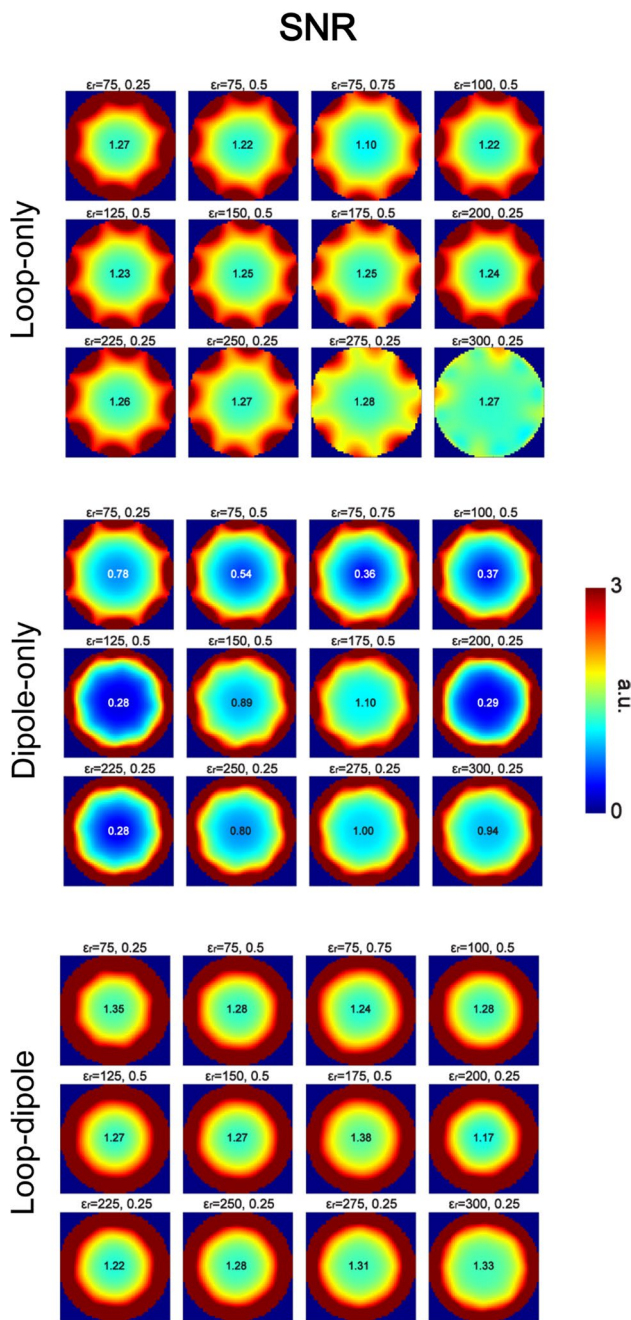 SNR
Loop-only
εr=75, 0.25 εr=75, 0.5 εr=75, 0.75 εr=100, 0.5
1.27 1.22 1.10 1.22
εr=125, 0.5 εr=150, 0.5 εr=175, 0.5 εr=200, 0.25
1.23 1.25 1.25 1.24
εr=225, 0.25 εr=250, 0.25 εr=275, 0.25 εr=300, 0.25
1.26 1.27 1.28 1.27
Dipole-only
εr=75, 0.25 εr=75, 0.5 εr=75, 0.75 εr=100, 0.5
0.78 0.54 0.36 0.37
εr=125, 0.5 εr=150, 0.5 εr=175, 0.5 εr=200, 0.25
0.28 0.89 1.10 0.29
εr=225, 0.25 εr=250, 0.25 εr=275, 0.25 εr=300, 0.25
0.28 0.80 1.00 0.94
3
a.u.
0
Loop-dipole
εr=75, 0.25 εr=75, 0.5 εr=75, 0.75 εr=100, 0.5
1.35 1.28 1.24 1.28
εr=125, 0.5 εr=150, 0.5 εr=175, 0.5 εr=200, 0.25
1.27 1.27 1.38 1.17
εr=225, 0.25 εr=250, 0.25 εr=275, 0.25 εr=300, 0.25
1.22 1.28 1.31 1.33